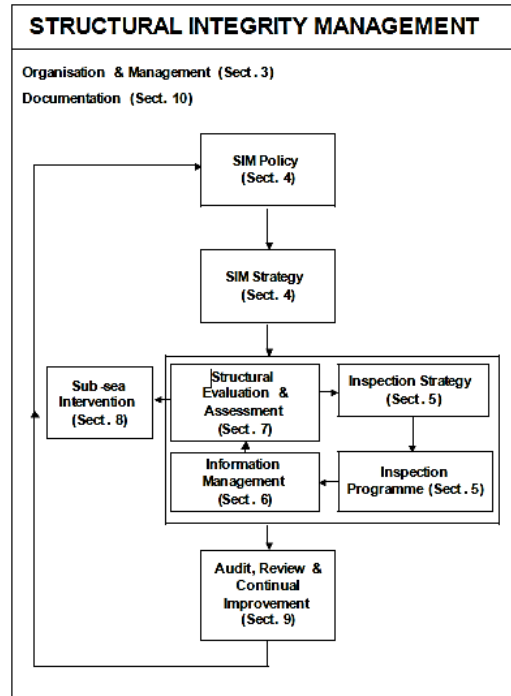 STRUCTURAL INTEGRITY MANAGEMENT
Organisation & Management (Sect. 3)
Documentation (Sect. 10)
SIM Policy
(Sect. 4)
SIM Strategy
(Sect. 4)
Sub-sea
Intervention
(Sect. 8)
Structural
Evaluation &
Assessment
(Sect. 7)
Inspection Strategy
(Sect. 5)
Information
Management
(Sect. 6)
Inspection
Programme (Sect. 5)
Audit, Review &
Continual
Improvement
(Sect. 9)